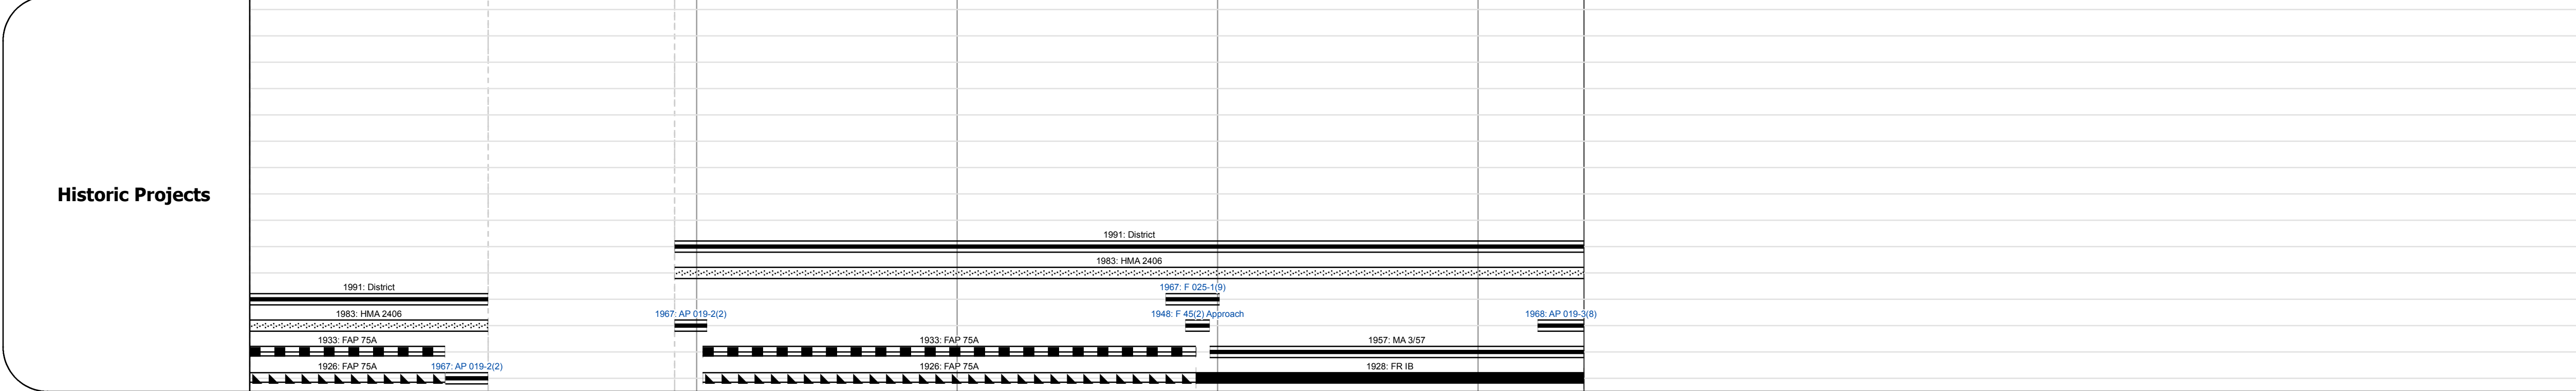 Historic Projects
1991: District
1983: HMA 2406
1991: District
1967: F 025-1(9)
1983: HMA 2406
1967: AP 019-2(2)
1948: F 45(2) Approach
1968: AP 019-3(8)
1933: FAP 75A
1933: FAP 75A
1957: MA 3/57
1926: FAP 75A
1967: AP 019-2(2)
1926: FAP 75A
1928: FR IB